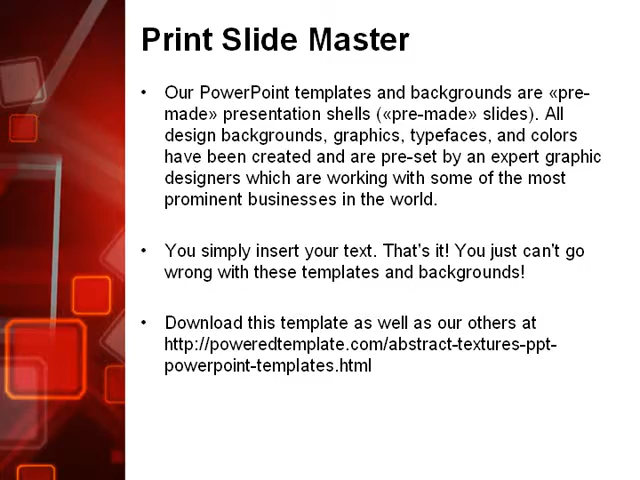 Print Slide Master
• Our PowerPoint templates and backgrounds are «pre-
made» presentation shells («pre-made» slides). All
design backgrounds, graphics, typefaces, and colors
have been created and are pre-set by an expert graphic
designers which are working with some of the most
prominent businesses in the world.
• You simply insert your text. That's it! You just can't go
wrong with these templates and backgrounds!
• Download this template as well as our others at
http://poweredtemplate.com/abstract-textures-ppt-
powerpoint-templates.html